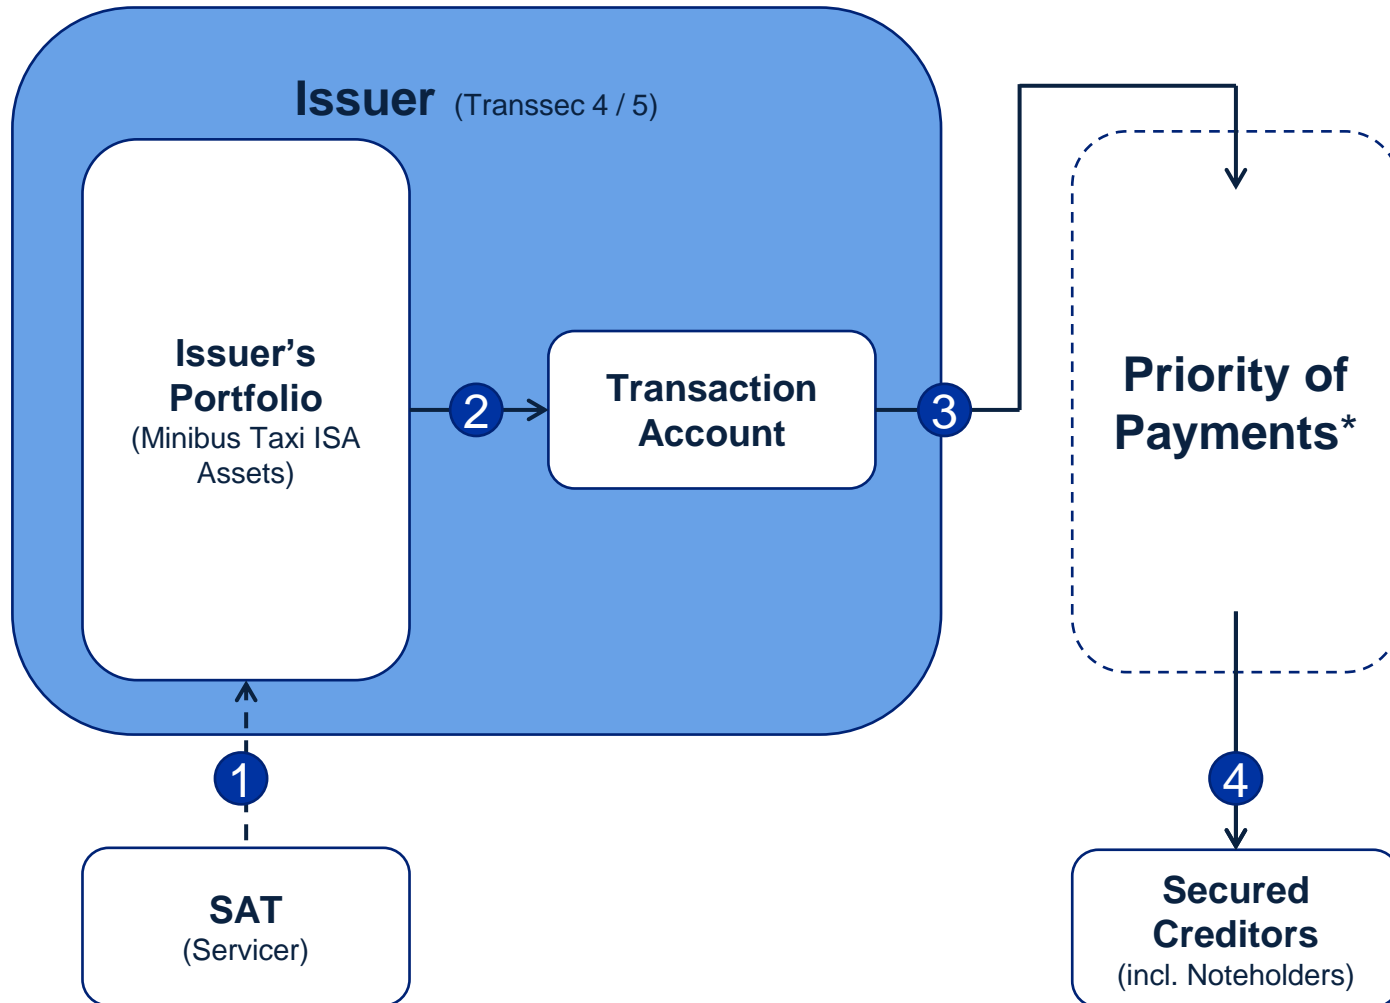 Issuer (Transsec 4 / 5)
Issuer’s
Portfolio
(Minibus Taxi ISA
Assets)
2
Transaction
Account
3
Priority of
Payments*
1
4
SAT
(Servicer)
Secured
Creditors
(incl. Noteholders)